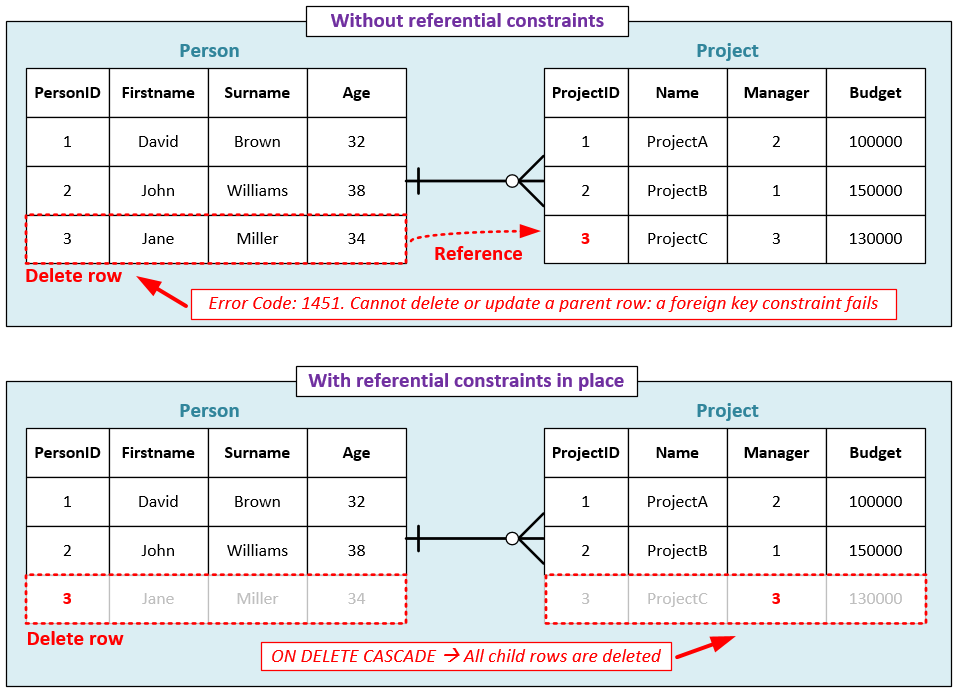 Without referential constraints
Person
Project
PersonID Firstname Surname Age
ProjectID Name Manager Budget
1 David Brown 32
1 ProjectA 2 100000
2 John Williams 38
2 ProjectB 1 150000
3 Jane Miller 34
3 ProjectC 3 130000
Reference
Delete row
Error Code: 1451. Cannot delete or update a parent row: a foreign key constraint fails
With referential constraints in place
Person
Project
PersonID Firstname Surname Age
ProjectID Name Manager Budget
1 David Brown 32
1 ProjectA 2 100000
2 John Williams 38
2 ProjectB 1 150000
3 Jane Miller 34
3 ProjectC 3 130000
Delete row
ON DELETE CASCADE → All child rows are deleted